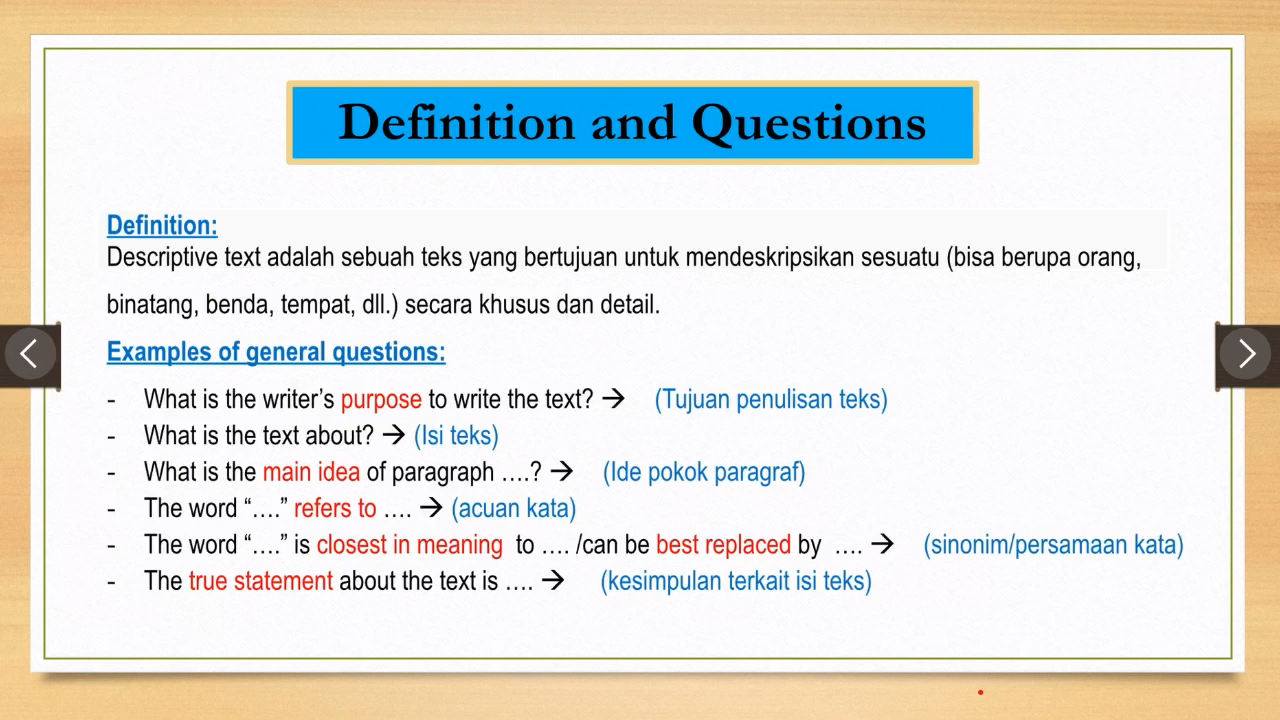 Definition and Questions
Definition:
Descriptive text adalah sebuah teks yang bertujuan untuk mendeskripsikan sesuatu (bisa berupa orang,
binatang, benda, tempat, dll.) secara khusus dan detail.
Examples of general questions:
- What is the writer’s purpose to write the text? → (Tujuan penulisan teks)
- What is the text about? → (Isi teks)
- What is the main idea of paragraph ….? → (Ide pokok paragraf)
- The word “….” refers to …. → (acuan kata)
- The word “….” is closest in meaning to …. /can be best replaced by …. → (sinonim/persamaan kata)
- The true statement about the text is …. → (kesimpulan terkait isi teks)